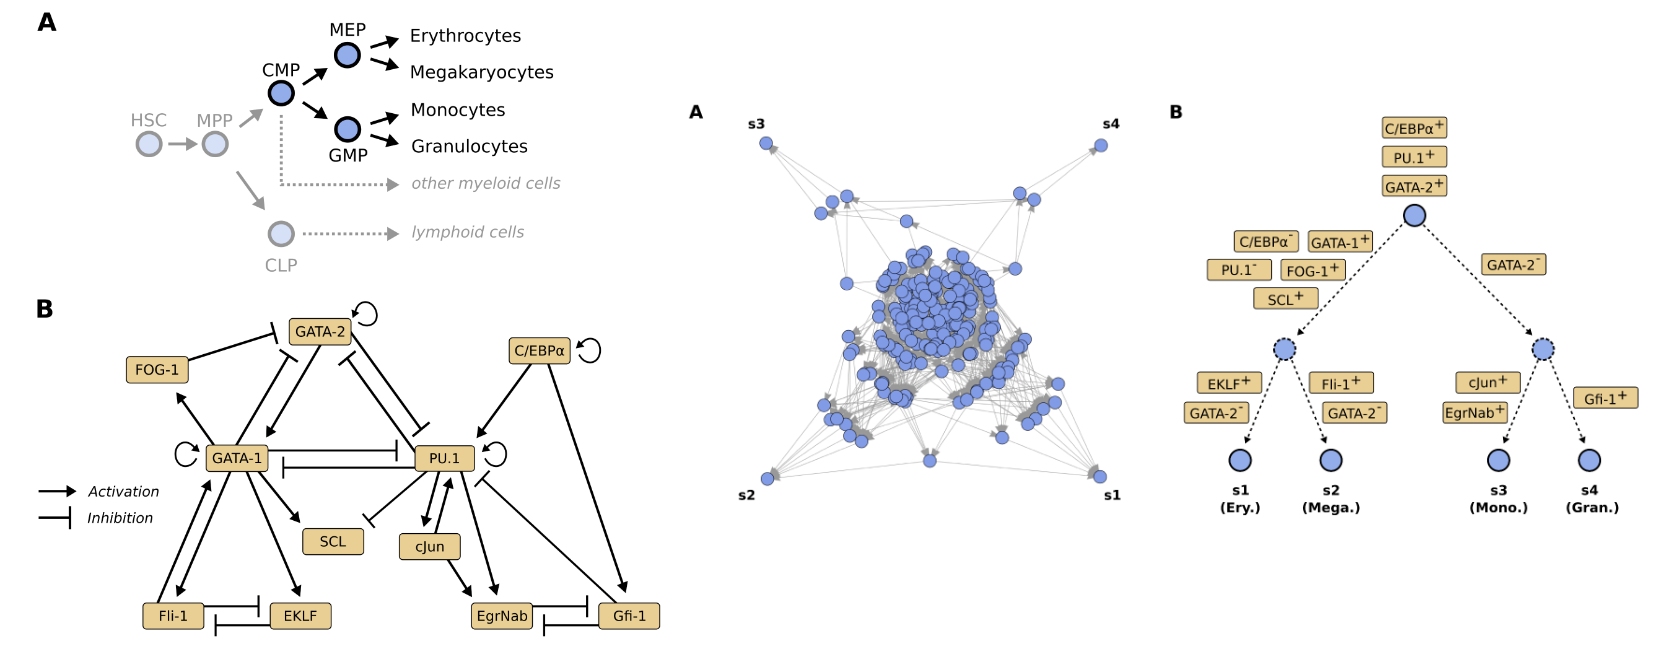 A
MEP
Erythrocytes
Megakaryocytes
CMP
Monocytes
HSC
MPP
Granulocytes
GMP
other myeloid cells
lymphoid cells
CLP
B
GATA-2
FOG-1
C/EBPα
GATA-1
PU.1
Activation
Inhibition
SCL
cJun
Fli-1
EKLF
EgrNab
Gfi-1
A
s3
s4
s2
s1
B
C/EBPα+
PU.1+
GATA-2+
C/EBPα- GATA-1+
PU.1- FOG-1+
SCL+
GATA-2-
EKLF+
GATA-2-
Fli-1+
GATA-2-
cJun+
EgrNab+
Gfi-1+
s1
(Ery.)
s2
(Mega.)
s3
(Mono.)
s4
(Gran.)